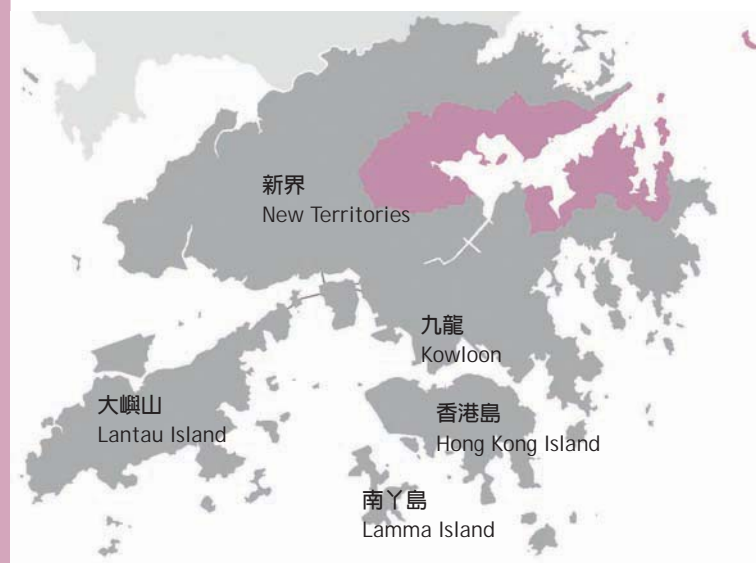 新界
New Territories
九龍
Kowloon
大嶼山
Lantau Island
香港島
Hong Kong Island
南丫島
Lamma Island